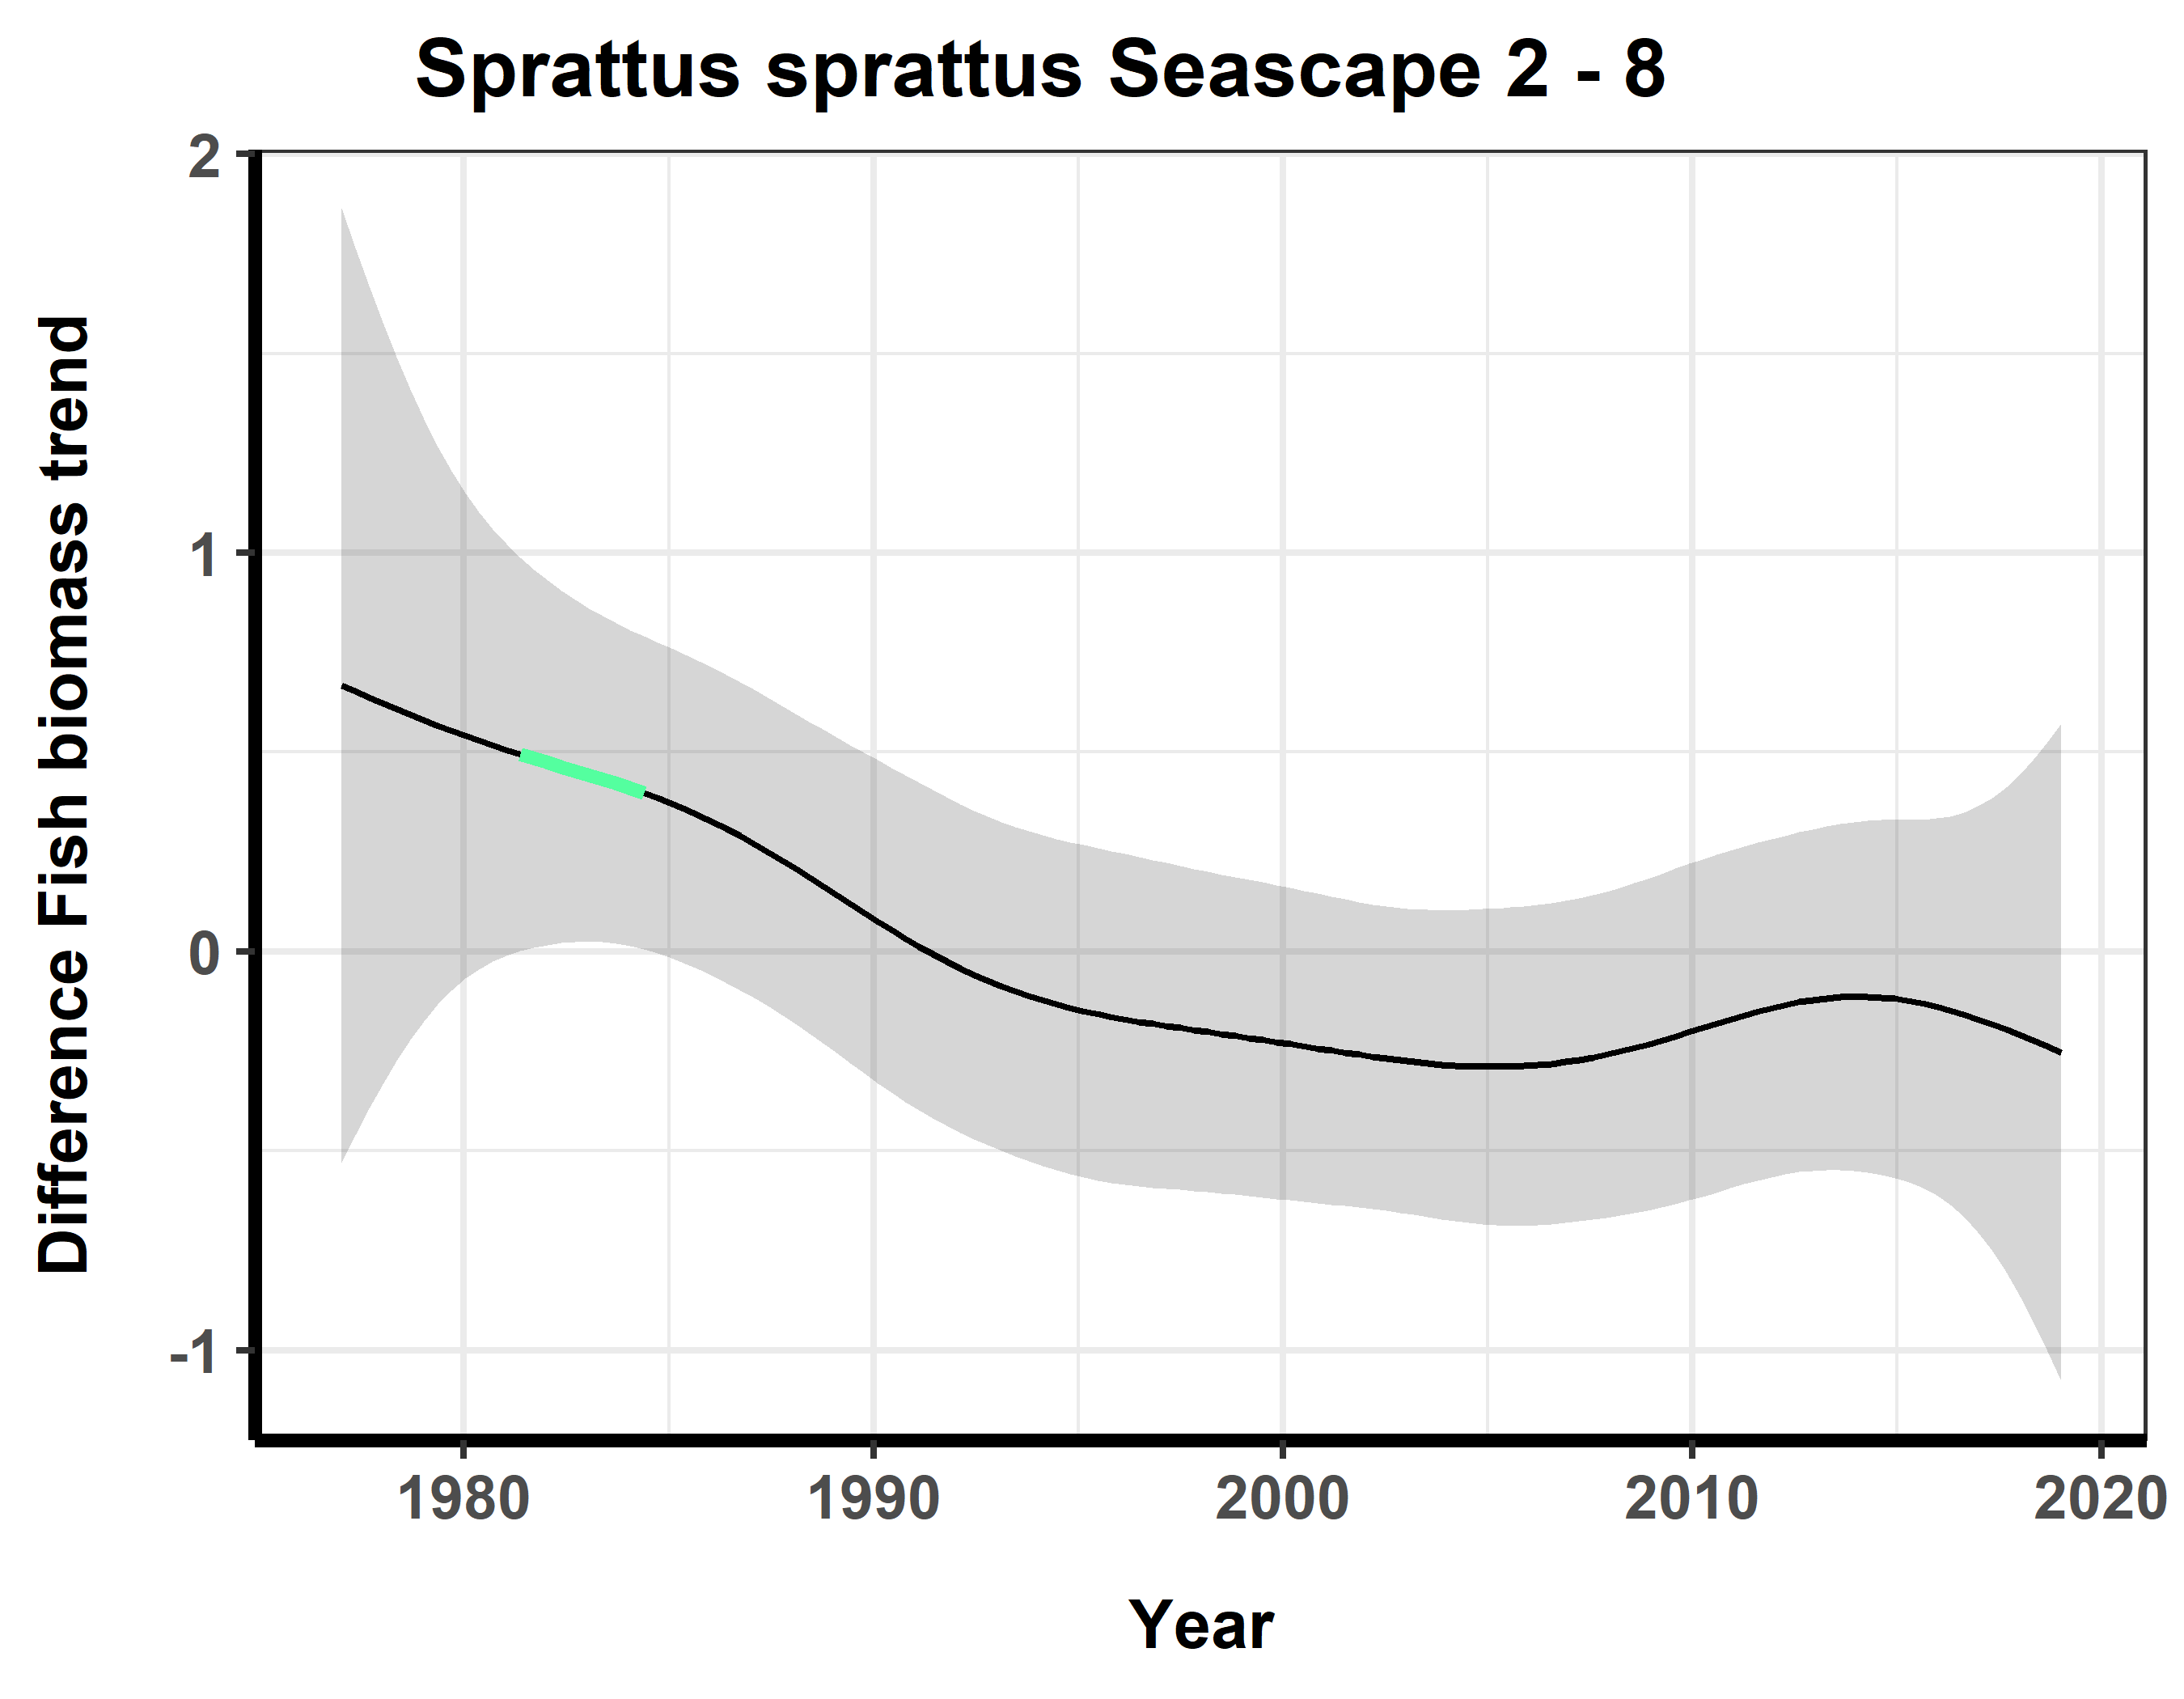 Sprattus sprattus Seascape 2 - 8
Difference Fish biomass trend
2
1
0
-1
1980 1990 2000 2010 2020
Year